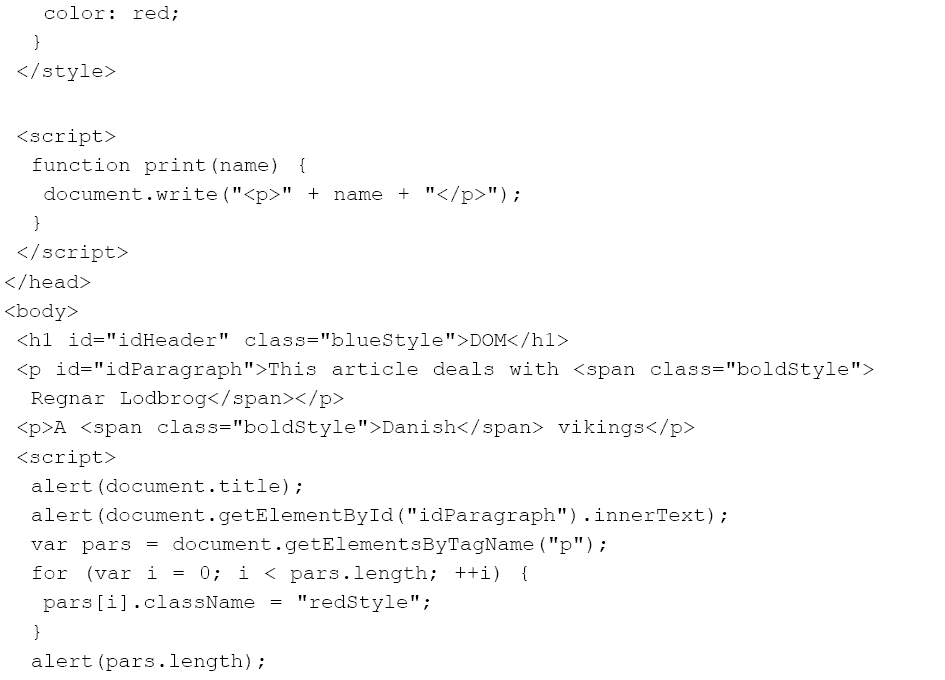 color: red;
}
</style>
<script>
function print(name) {
document.write("<p>" + name + "</p>");
}
</script>
</head>
<body>
<h1 id="idHeader" class="blueStyle">DOM</h1>
<p id="idParagraph">This article deals with <span class="boldStyle">
Regnar Lodbrog</span></p>
<p>A <span class="boldStyle">Danish</span> vikings</p>
<script>
alert(document.title);
alert(document.getElementById("idParagraph").innerText);
var pars = document.getElementsByTagName("p");
for (var i = 0; i < pars.length; ++i) {
pars[i].className = "redStyle";
}
alert(pars.length);